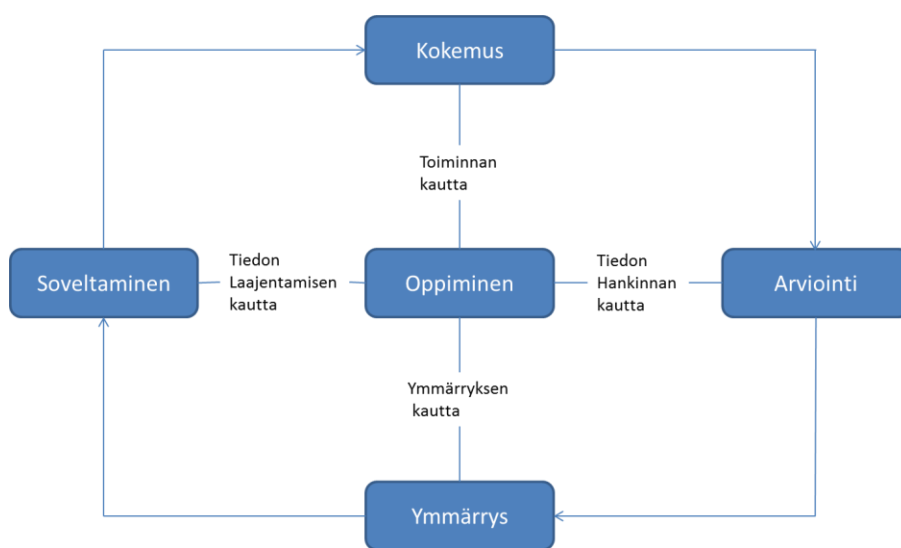 Kokemus
Toiminnan
kautta
Soveltaminen
Tiedon
Laajentamisen
kautta
Oppiminen
Tiedon
Hankinnan
kautta
Arviointi
Ymmärryksen
kautta
Ymmärrys